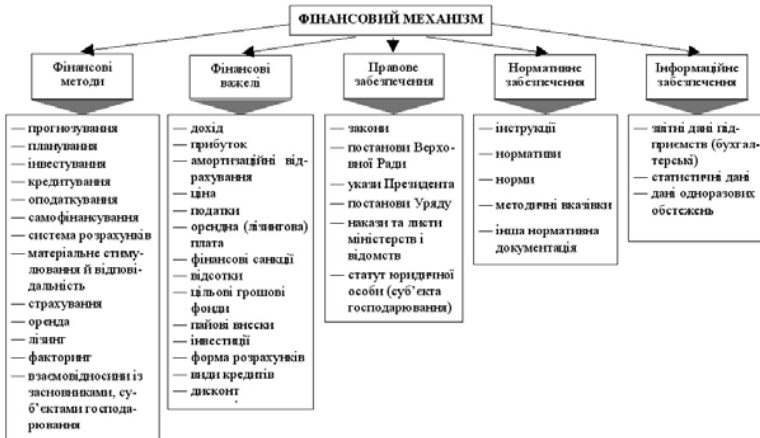 ФІНАНСОВИЙ МЕХАНІЗМ
Фінансові
методи
Фінансові
важелі
Правове
забезпечення
Нормативне
забезпечення
Інформаційне
забезпечення
— прогнозування
— планування
— інвестування
— кредитування
— оподаткування
— самофінансування
— система розрахунків
— матеріальне стиму-
лювання й відпові-
дальність
— страхування
— оренда
— лізинг
— факторинг
— взаємовідносини із
засновниками, су-
б’єктами господа-
рювання
— дохід
— прибуток
— амортизаційні від-
рахування
— ціна
— податки
— орендна (лізингова)
плата
— фінансові санкції
— відсотки
— цільові грошові
фонди
— пайові внески
— інвестиції
— форма розрахунків
— види кредитів
— дисконт
— закони
— постанови Верхо-
вної Ради
— укази Президента
— постанови Уряду
— накази та листи
міністерств і
відомств
— статут юридичної
особи (суб’єкта
господарювання)
— інструкції
— нормативи
— норми
— методичні вказівки
— інша нормативна
документація
— звітні дані під-
приємств (бухгал-
терські)
— статистичні дані
— дані одноразових
обстежень